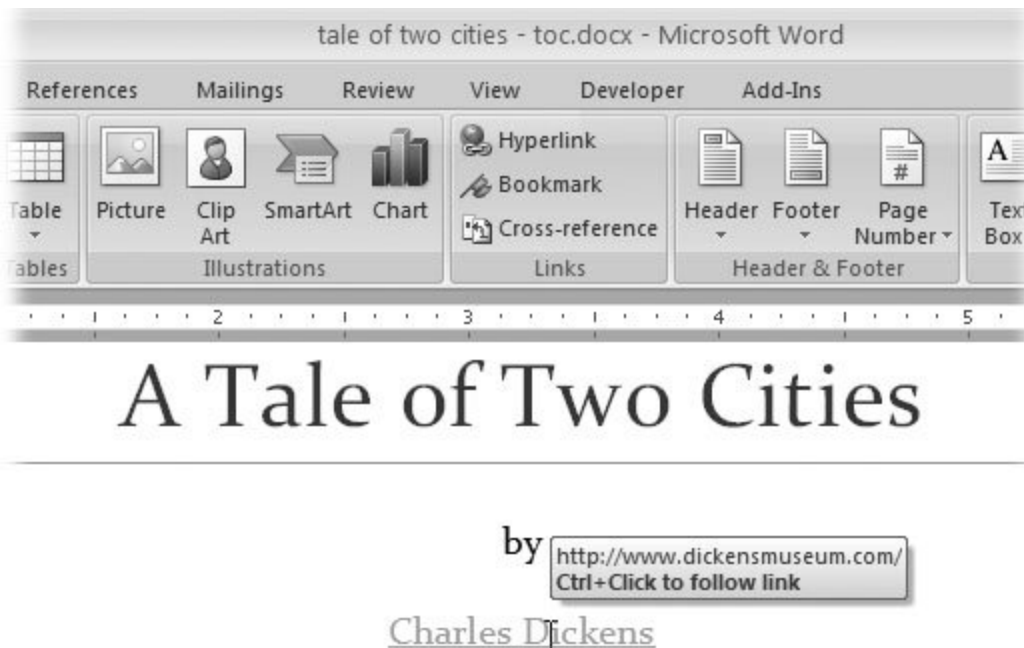 tale of two cities - toc.docx - Microsoft Word
References Mailings Review View Developer Add-Ins
Hyperlink
Bookmark
Cross-reference
Table Picture Clip Art SmartArt Chart Header Footer Page Number # A Text Box
Tables Illustrations Links Header & Footer
2 3 4 5
A Tale of Two Cities
by
http://www.dickensmuseum.com/
Ctrl+Click to follow link
Charles Dickens